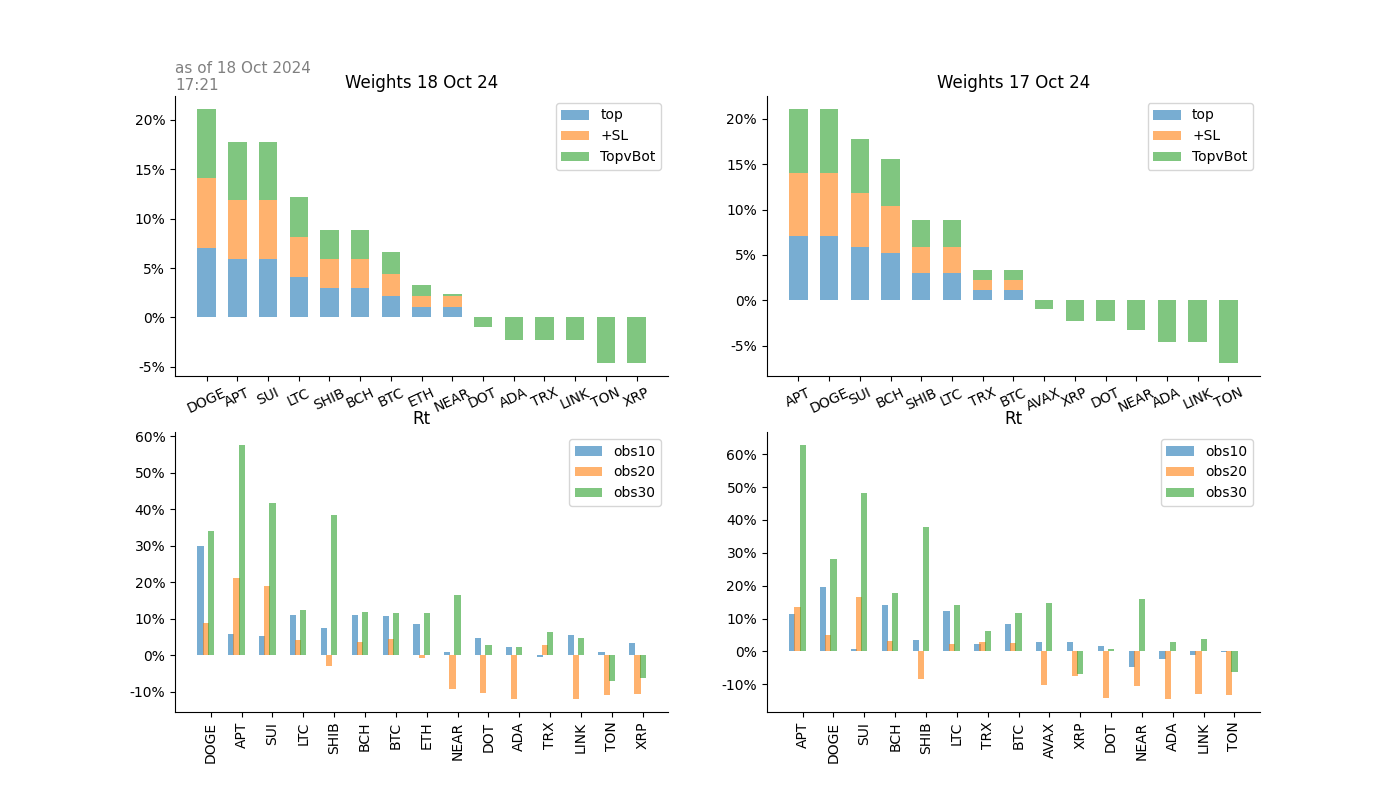 as of 18 Oct 2024
17:21
Weights 18 Oct 24
20%
15%
10%
5%
0%
-5%
top
+SL
TopvBot
DOGE APT SUI LTC SHIB BCH BTC ETH NEAR DOT ADA TRX LINK TON XRP
Weights 17 Oct 24
20%
15%
10%
5%
0%
-5%
top
+SL
TopvBot
APT DOGE SUI BCH SHIB LTC TRX BTC AVAX XRP DOT NEAR ADA LINK TON
Rt
60%
50%
40%
30%
20%
10%
0%
-10%
obs10
obs20
obs30
DOGE APT SUI LTC SHIB BCH BTC ETH NEAR DOT ADA TRX LINK TON XRP
Rt
60%
50%
40%
30%
20%
10%
0%
-10%
obs10
obs20
obs30
APT DOGE SUI BCH SHIB LTC TRX BTC AVAX XRP DOT NEAR ADA LINK TON